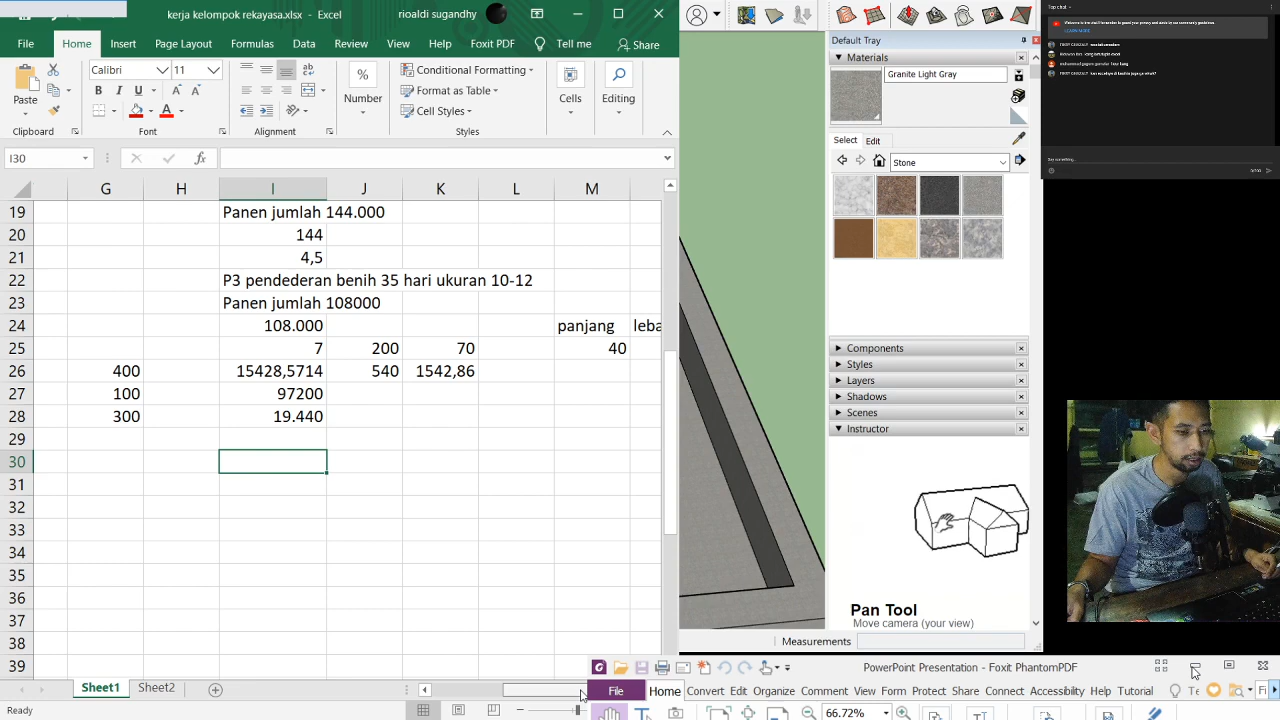 kerja kelompok rekayasa.xlsx - Excel
rioaldi sugandhy
File Home Insert Page Layout Formulas Data View Help Foxit PDF Tell me Share
Calibri 11
Paste
Number
Conditional Formatting
Format as Table
Cell Styles
Cells
Editing
Clipboard Font Alignment Styles
I30
G H I J K L M
19 Panen jumlah 144.000
20 144
21 4,5
22 P3 pendederan benih 35 hari ukuran 10-12
23 Panen jumlah 108000
24 108.000 panjang leba
25 7 200 70 40
26 400 15428,5714 540 1542,86
27 100 97200
28 300 19.440
29
30
31
32
33
34
35
36
37
38
39
Sheet1 Sheet2
Ready
Default Tray
Materials
Granite Light Gray
Select Edit
Stone
Components
Styles
Layers
Shadows
Scenes
Instructor
Pan Tool
Move camera (your view)
Measurements
PowerPoint Presentation - Foxit PhantomPDF
File Home Convert Edit Organize Comment View Form Protect Share Connect Accessibility Help Tutorial
66.72%
Top chat
LEARN MORE
Say something...